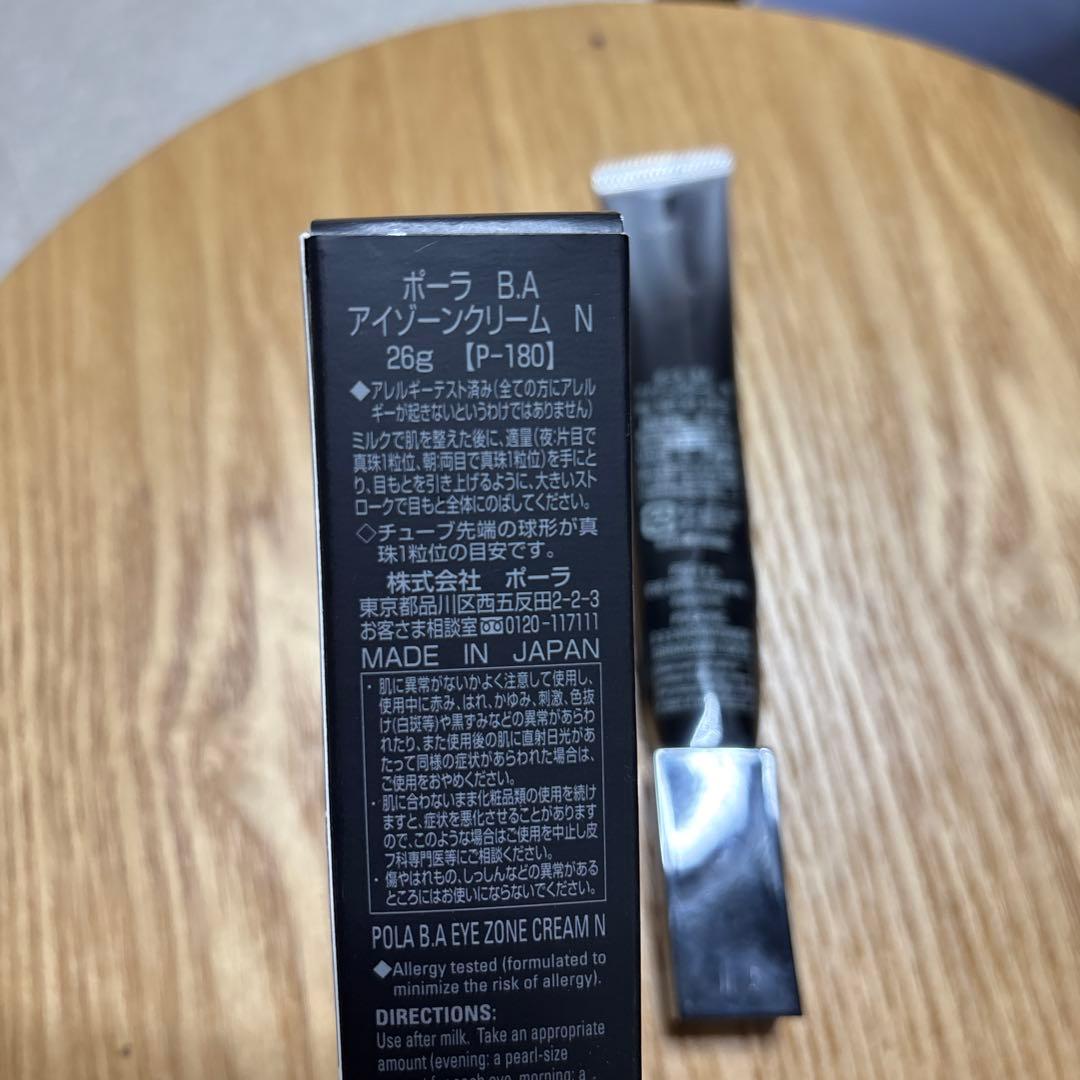 ポーラ B.A
アイゾーンクリーム N
26g 【P-180】
◆アレルギーテスト済み(全ての方にアレル
ギーが起きないというわけではありません)
ミルクで肌を整えた後に、適量(夜:片目で
真珠1粒位、朝:両目で真珠1粒位)を手にと
り、目もとを引き上げるように、大きいスト
ロークで目もと全体にのばしてください。
◇チューブ先端の球形が真
珠1粒位の目安です。
株式会社 ポーラ
東京都品川区西五反田2-2-3
お客さま相談室 0120-117111
MADE IN JAPAN
・肌に異常がないかよく注意して使用し、
使用中に赤み、はれ、かゆみ、刺激、色抜
け(白斑等)や黒ずみなどの異常があらわ
れたり、また使用後の肌に直射日光があ
たって同様の症状があらわれた場合は、
ご使用をおやめください。
・肌に合わないまま化粧品類の使用を続け
ますと、症状を悪化させることがあります
ので、このような場合はご使用を中止し皮
フ科専門医等にご相談ください。
・傷やはれもの、しっしんなどの異常がある
ところにはお使いにならないでください。
POLA B.A EYE ZONE CREAM N
◆Allergy tested (formulated to
minimize the risk of allergy).
DIRECTIONS:
Use after milk. Take an appropriate
amount (evening: a pearl-size
for each eye, morning: a